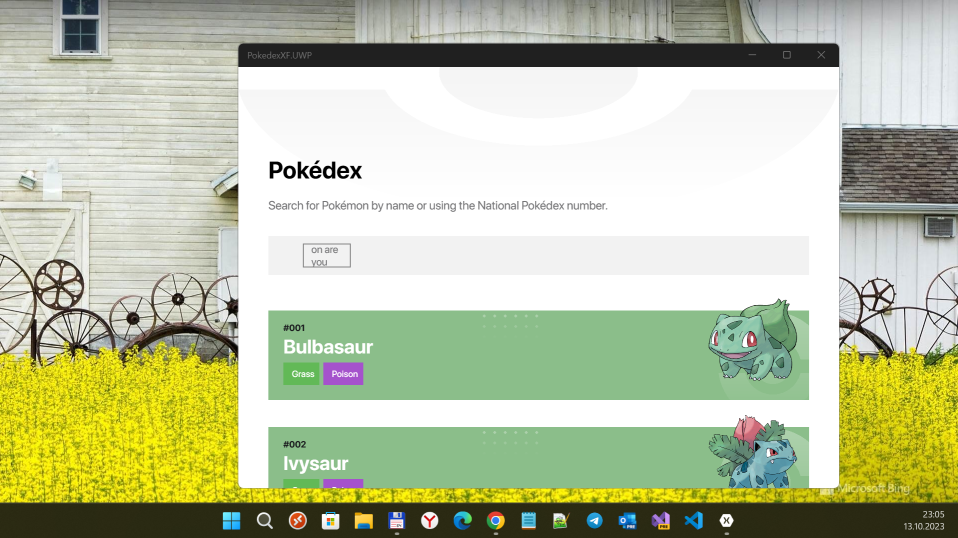 PokedexXF.UWP
Pokédex
Search for Pokémon by name or using the National Pokédex number.
on are
you
#001
Bulbasaur
Grass
Poison
#002
Ivysaur
Microsoft Bing
23:05
13.10.2023